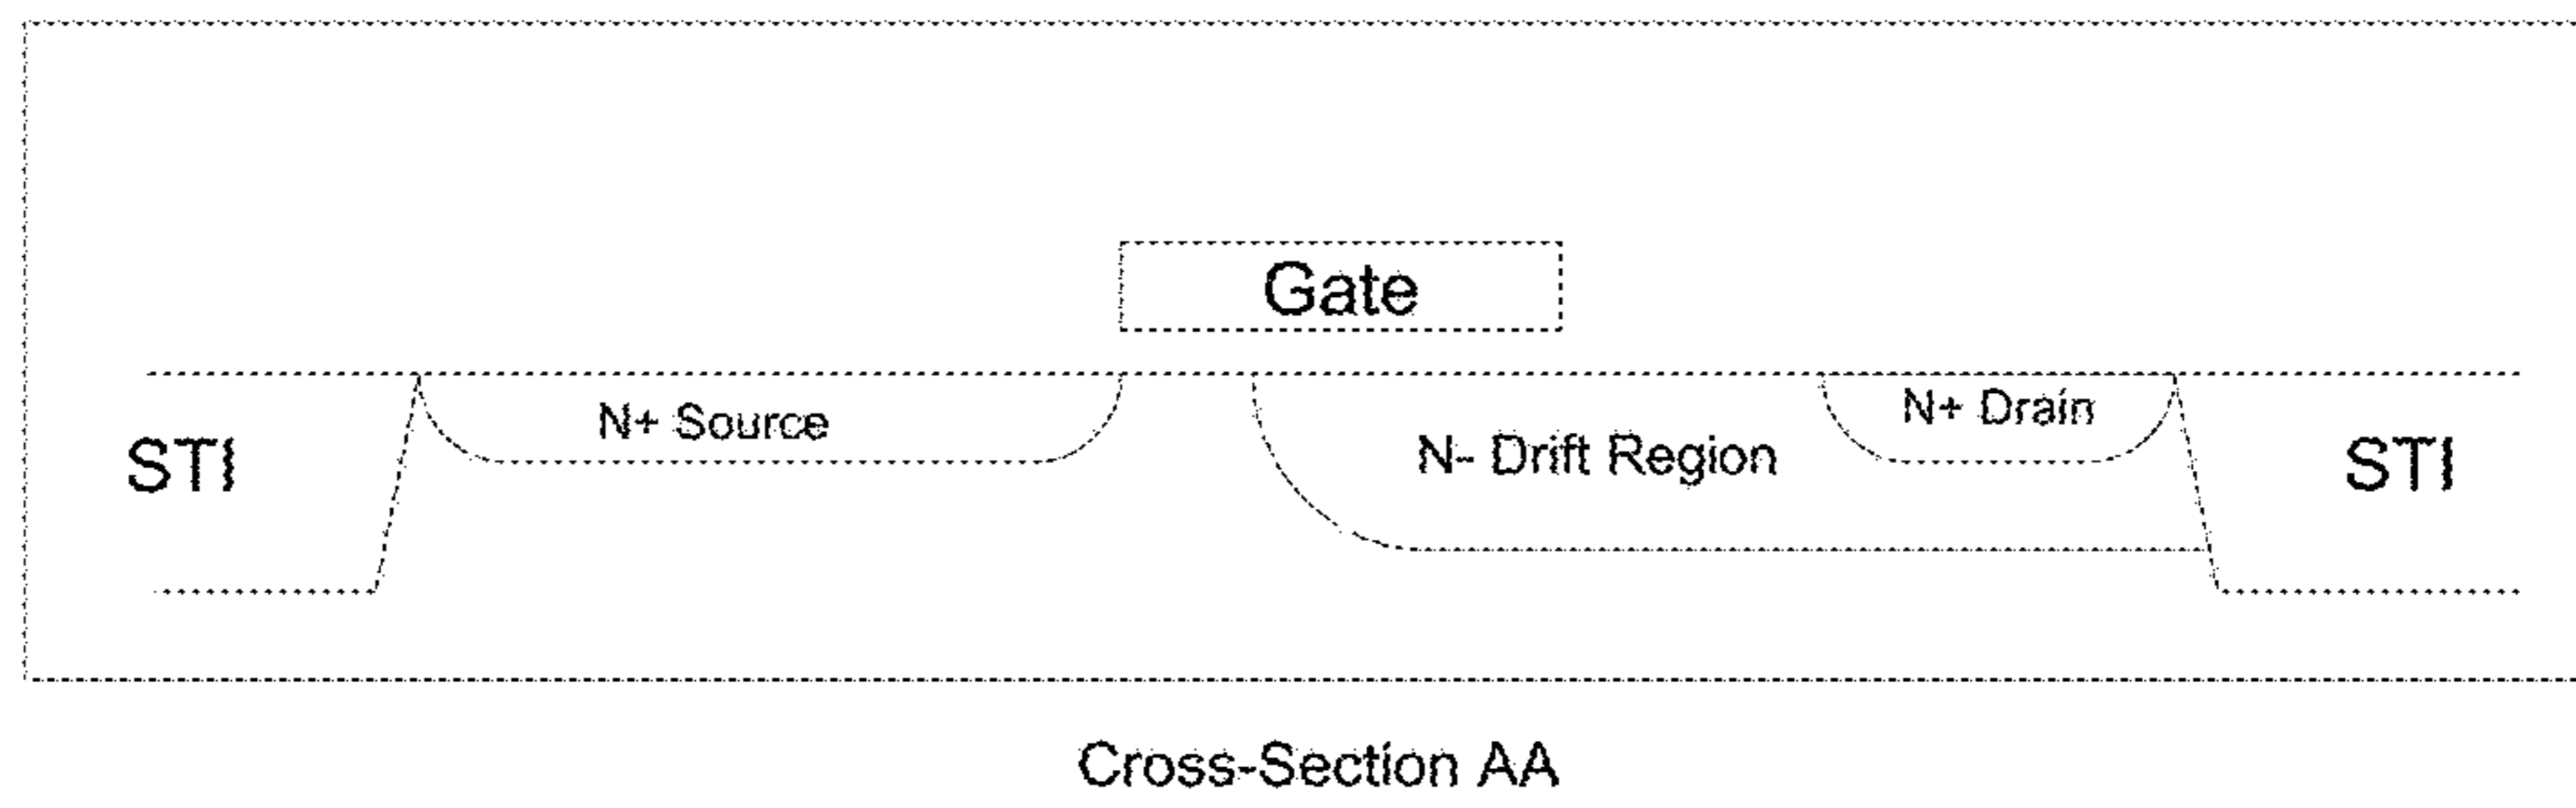 Gate
N+ Source
N+ Drain
STI
N- Drift Region
STI
Cross-Section AA